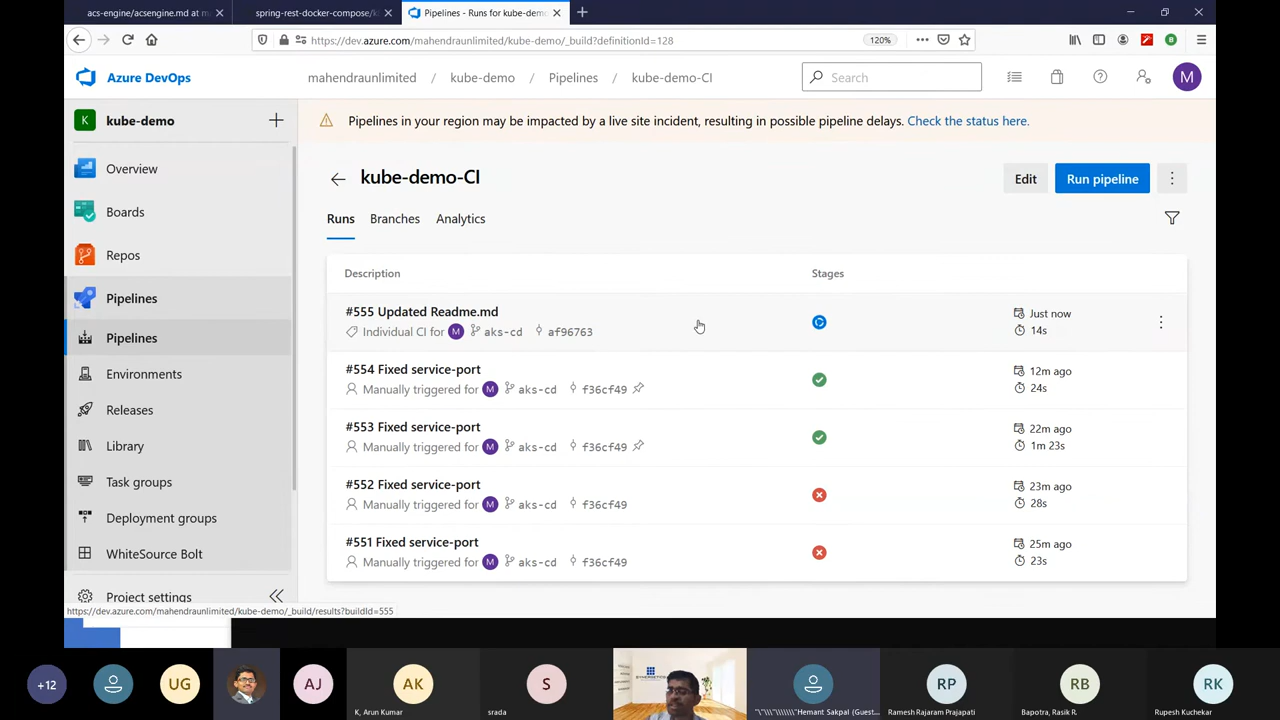 acs-engine/acsengine.md at m
spring-rest-docker-compose/k
Pipelines - Runs for kube-demo
https://dev.azure.com/mahendraunlimited/kube-demo/_build?definitionId=128
120%
Azure DevOps
mahendraunlimited / kube-demo / Pipelines / kube-demo-CI
Search
M
K
kube-demo
Pipelines in your region may be impacted by a live site incident, resulting in possible pipeline delays. Check the status here.
Overview
Boards
Repos
Pipelines
Pipelines
Environments
Releases
Library
Task groups
Deployment groups
WhiteSource Bolt
Project settings
kube-demo-CI
Edit
Run pipeline
Runs
Branches
Analytics
Description
Stages
#555 Updated Readme.md
Individual CI for M aks-cd af96763
Just now
14s
#554 Fixed service-port
Manually triggered for M aks-cd f36cf49
12m ago
24s
#553 Fixed service-port
Manually triggered for M aks-cd f36cf49
22m ago
1m 23s
#552 Fixed service-port
Manually triggered for M aks-cd f36cf49
23m ago
28s
#551 Fixed service-port
Manually triggered for M aks-cd f36cf49
25m ago
23s
https://dev.azure.com/mahendraunlimited/kube-demo/_build/results?buildId=555
+12
UG
AJ
AK
K, Arun Kumar
S
srada
"\"\\\"\\\\\\\"Hemant Sakpal (Guest...
RP
Ramesh Rajaram Prajapati
RB
Bapotra, Rasik R.
RK
Rupesh Kuchekar